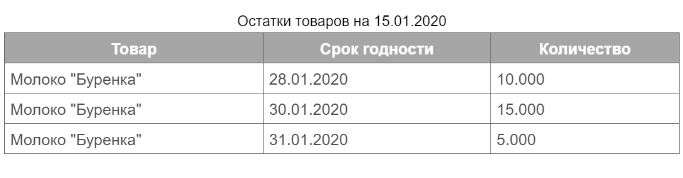 Остатки товаров на 15.01.2020
Товар Срок годности Количество
Молоко "Буренка" 28.01.2020 10.000
Молоко "Буренка" 30.01.2020 15.000
Молоко "Буренка" 31.01.2020 5.000